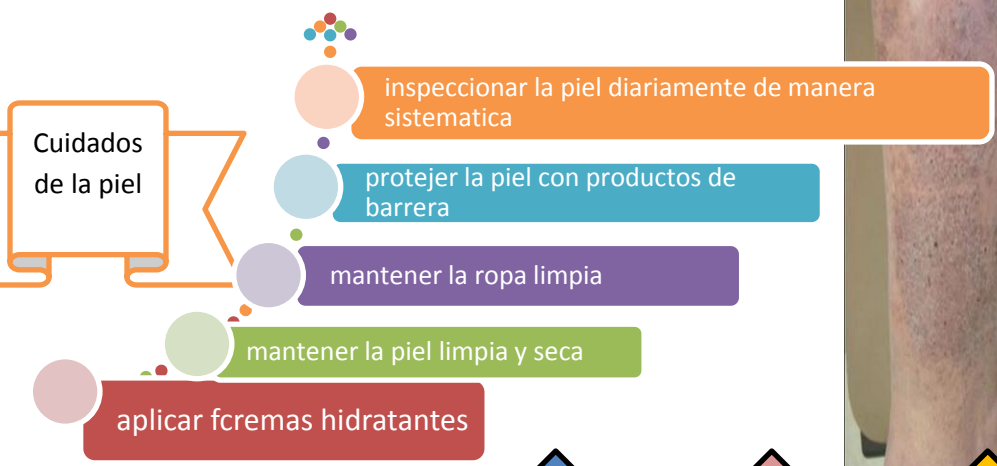 Cuidados
de la piel
inspeccionar la piel diariamente de manera
sistematica
protejer la piel con productos de
barrera
mantener la ropa limpia
mantener la piel limpia y seca
aplicar fcremas hidratantes